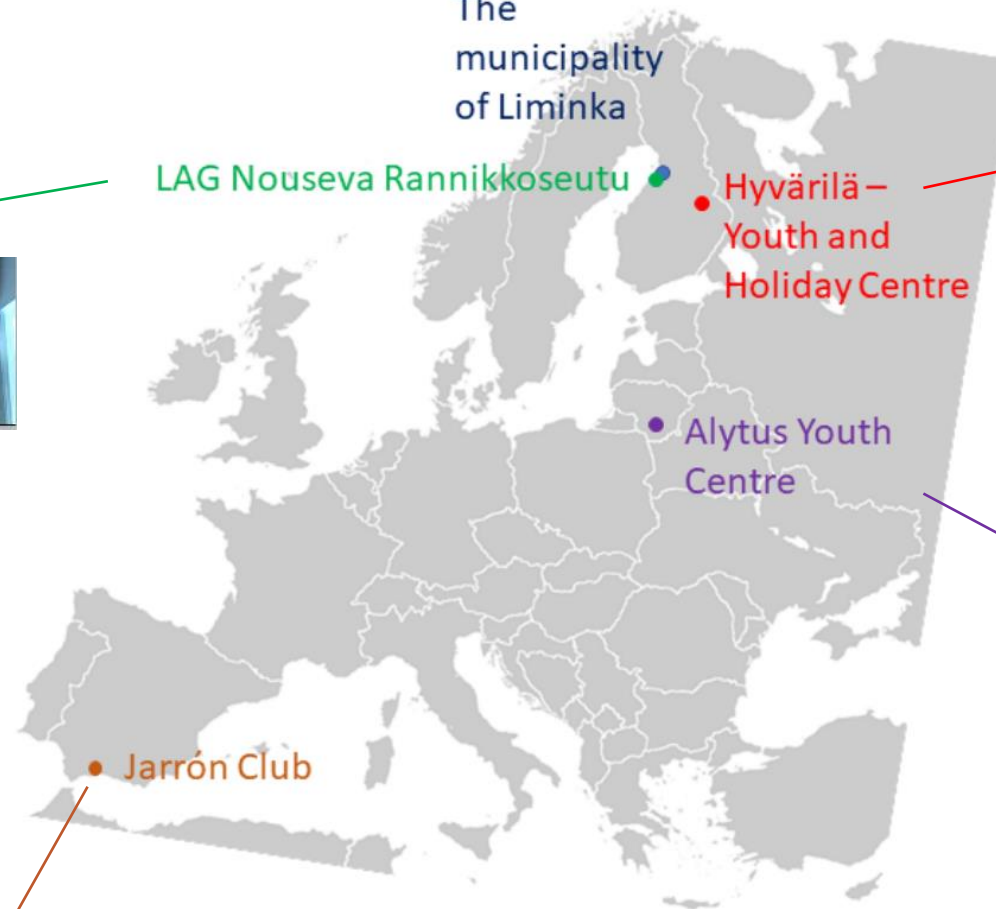 The
municipality
of Liminka
LAG Nouseva Rannikkoseutu
Hyvärilä –
Youth and
Holiday Centre
Alytus Youth
Centre
Jarrón Club